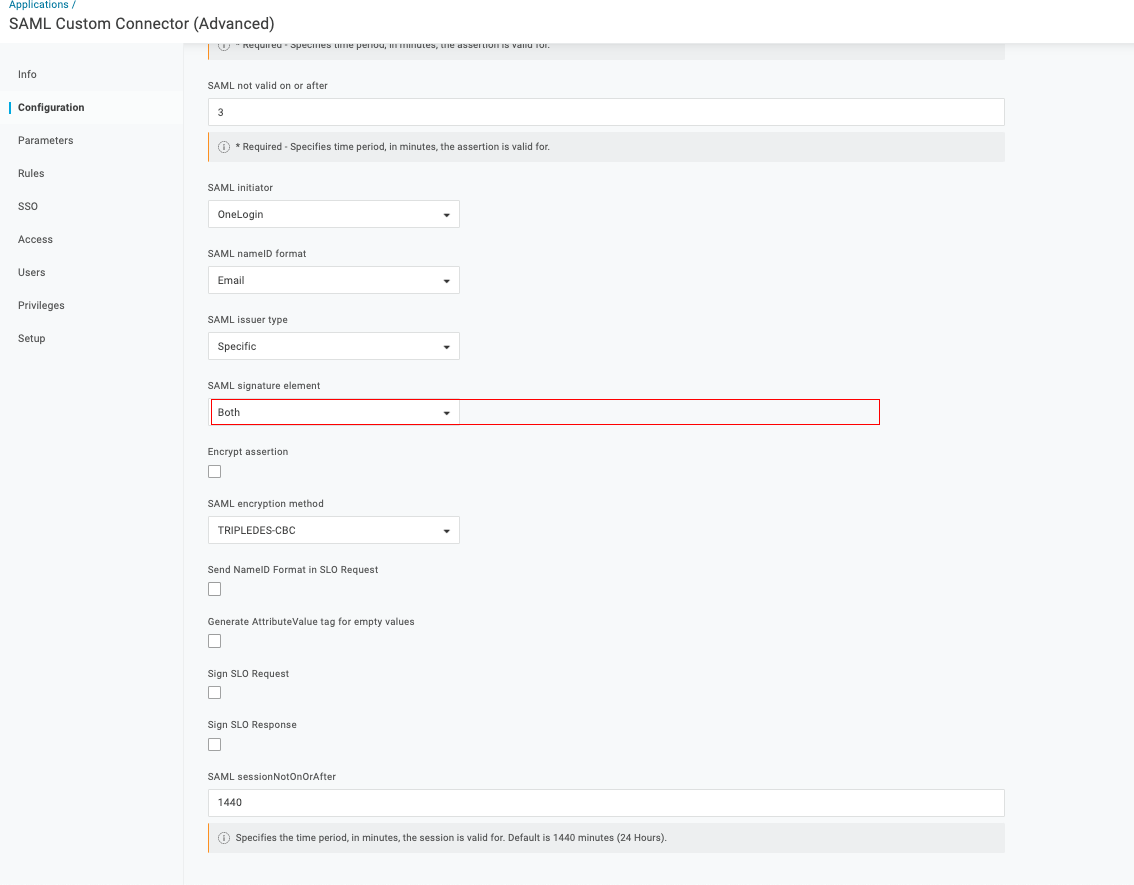 Applications /
SAML Custom Connector (Advanced)
Info
Configuration
Parameters
Rules
SSO
Access
Users
Privileges
Setup
* Required - Specifies time period, in minutes, the assertion is valid for.
SAML not valid on or after
3
* Required - Specifies time period, in minutes, the assertion is valid for.
SAML initiator
OneLogin
SAML nameID format
Email
SAML issuer type
Specific
SAML signature element
Both
Encrypt assertion
SAML encryption method
TRIPLEDES-CBC
Send NameID Format in SLO Request
Generate AttributeValue tag for empty values
Sign SLO Request
Sign SLO Response
SAML sessionNotOnOrAfter
1440
Specifies the time period, in minutes, the session is valid for. Default is 1440 minutes (24 Hours).